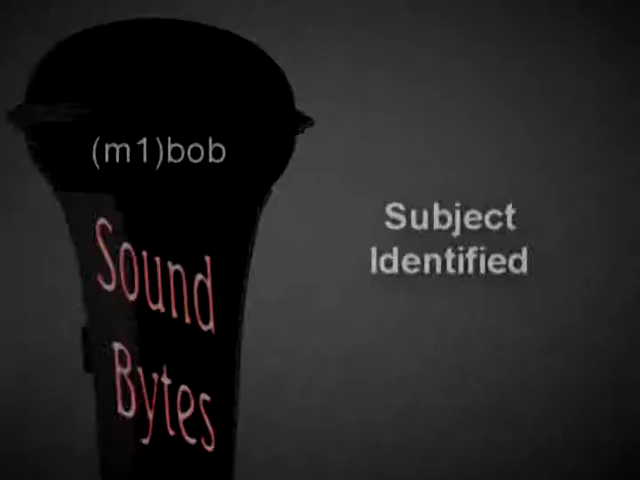 (m1)bob
Sound
Bytes
Subject
Identified